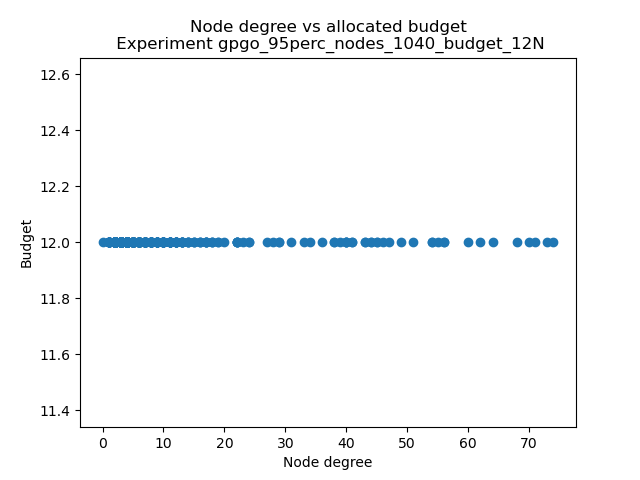 Node degree vs allocated budget
Experiment gpgo_95perc_nodes_1040_budget_12N
12.6
12.4
12.2
12.0
11.8
11.6
11.4
Budget
0 10 20 30 40 50 60 70
Node degree